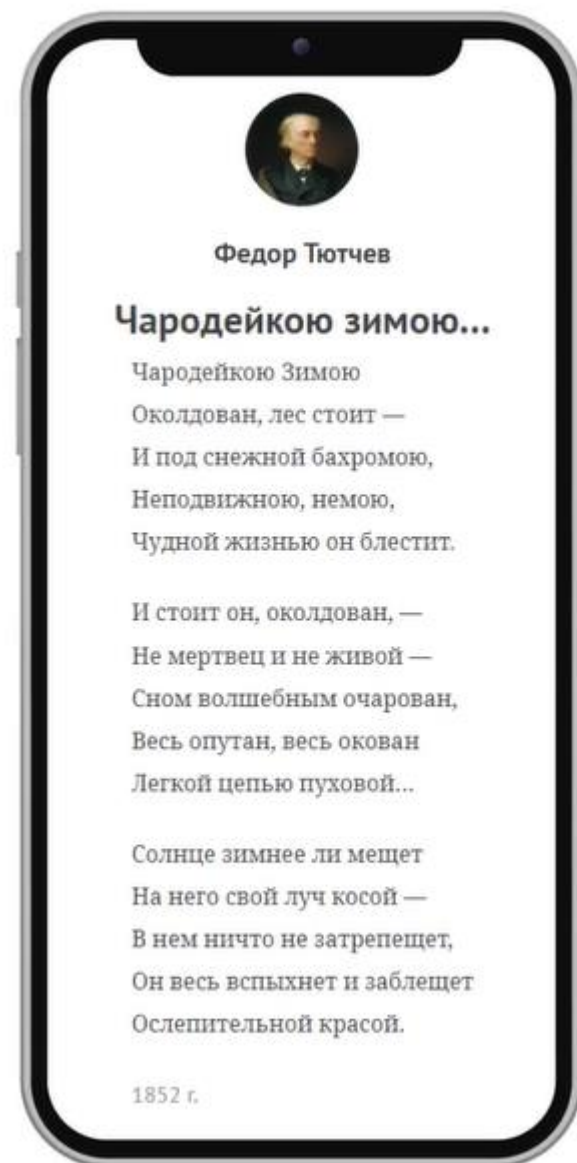 Федор Тютчев
Чародейкою зимою...
Чародейкою Зимою
Околдован, лес стоит —
И под снежной бахромою,
Неподвижною, немою,
Чудной жизнью он блестит.
И стоит он, околдован, —
Не мертвец и не живой —
Сном волшебным очарован,
Весь опутан, весь окован
Легкой цепью пуховой...
Солнце зимнее ли мещет
На него свой луч косой —
В нем ничто не затрепещет,
Он весь вспыхнет и заблещет
Ослепительной красой.
1852 г.